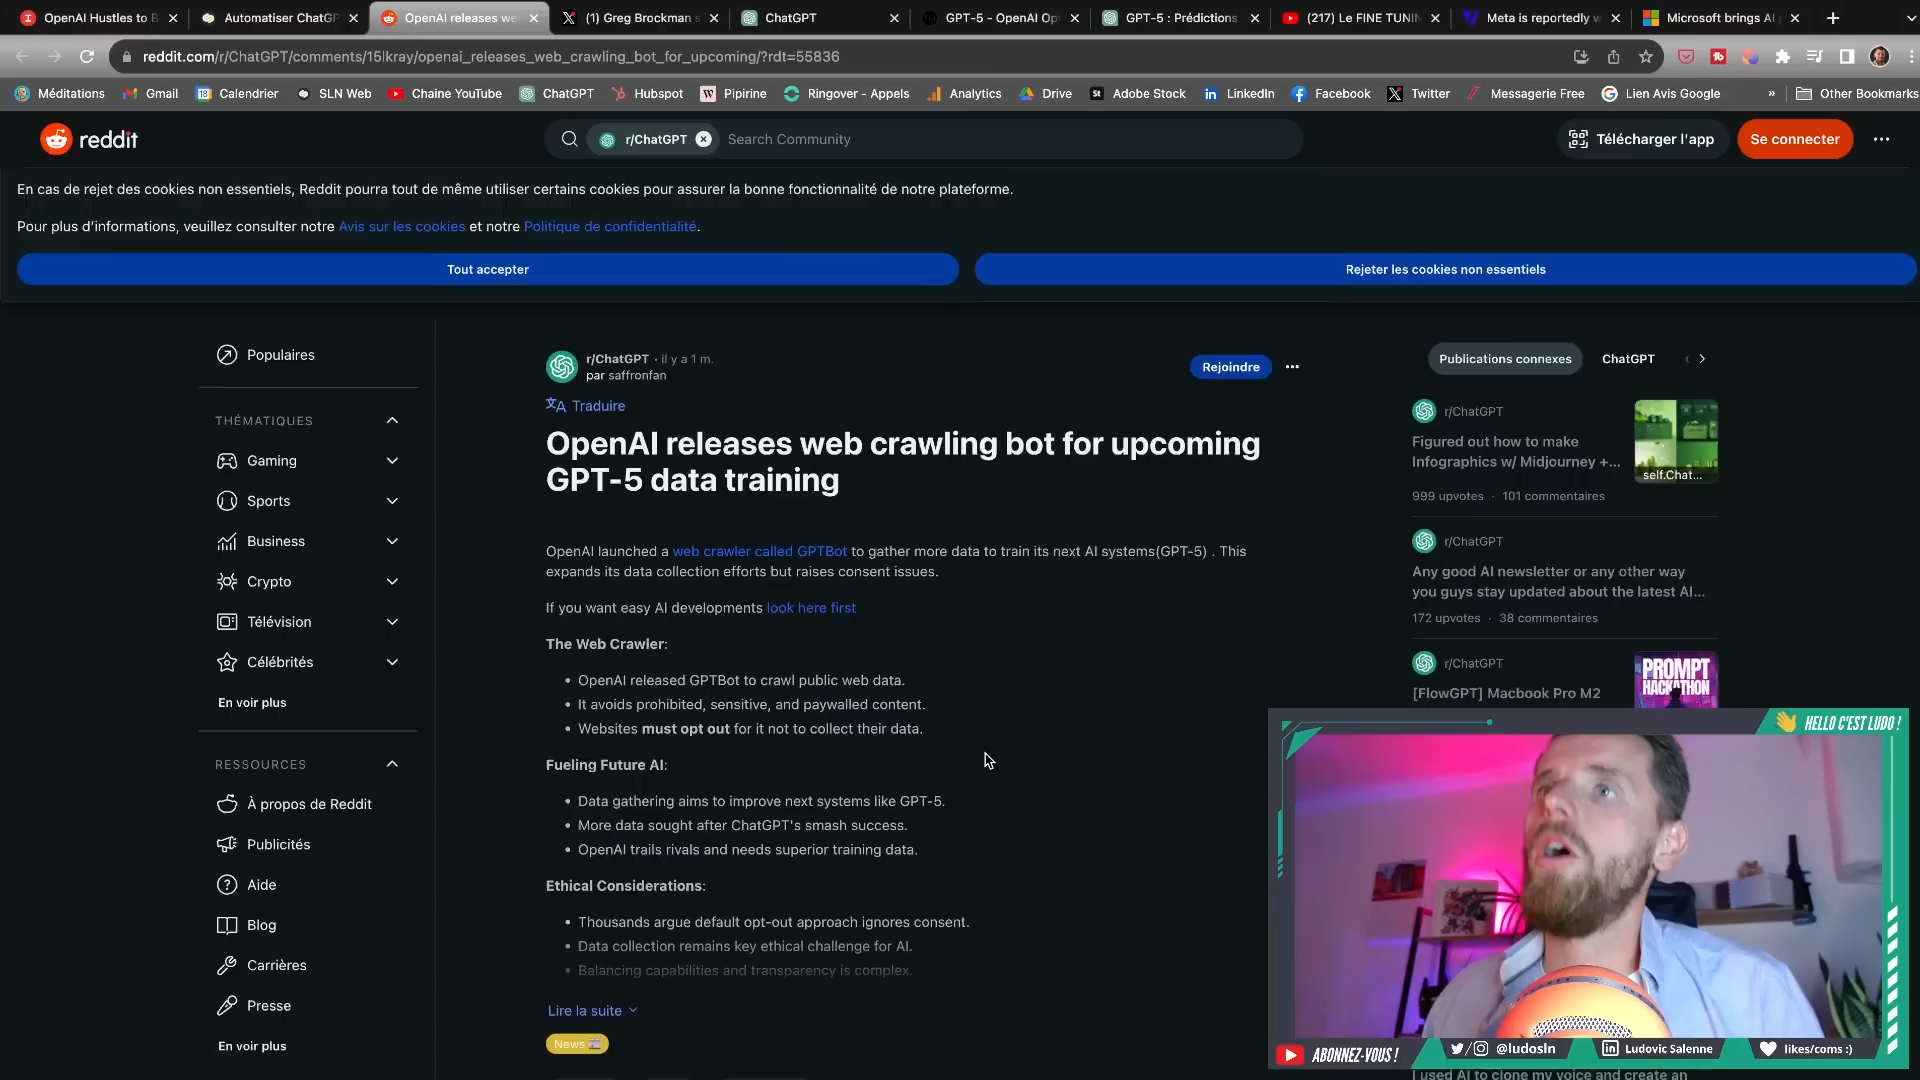 OpenAI Hustles to B
Automatiser ChatGP
OpenAI releases we
(1) Greg Brockman s
ChatGPT
GPT-5 - OpenAI Op
GPT-5 : Prédictions
(217) Le FINE TUNIN
Meta is reportedly w
Microsoft brings AI
reddit.com/r/ChatGPT/comments/15lkray/openai_releases_web_crawling_bot_for_upcoming/?rdt=55836
Méditations
Gmail
Calendrier
SLN Web
Chaine YouTube
ChatGPT
Hubspot
Pipirine
Ringover - Appels
Analytics
Drive
Adobe Stock
LinkedIn
Facebook
Twitter
Messagerie Free
Lien Avis Google
»
Other Bookmarks
reddit
r/ChatGPT
Search Community
Télécharger l'app
Se connecter
En cas de rejet des cookies non essentiels, Reddit pourra tout de même utiliser certains cookies pour assurer la bonne fonctionnalité de notre plateforme.
Pour plus d'informations, veuillez consulter notre Avis sur les cookies et notre Politique de confidentialité.
Tout accepter
Rejeter les cookies non essentiels
Populaires
THÉMATIQUES
Gaming
Sports
Business
Crypto
Télévision
Célébrités
En voir plus
RESSOURCES
À propos de Reddit
Publicités
Aide
Blog
Carrières
Presse
En voir plus
r/ChatGPT · il y a 1 m.
par saffronfan
Rejoindre
Traduire
OpenAI releases web crawling bot for upcoming
GPT-5 data training
OpenAI launched a web crawler called GPTBot to gather more data to train its next AI systems(GPT-5) . This
expands its data collection efforts but raises consent issues.
If you want easy AI developments look here first
The Web Crawler:
• OpenAI released GPTBot to crawl public web data.
• It avoids prohibited, sensitive, and paywalled content.
• Websites must opt out for it not to collect their data.
Fueling Future AI:
• Data gathering aims to improve next systems like GPT-5.
• More data sought after ChatGPT's smash success.
• OpenAI trails rivals and needs superior training data.
Ethical Considerations:
• Thousands argue default opt-out approach ignores consent.
• Data collection remains key ethical challenge for AI.
• Balancing capabilities and transparency is complex.
Lire la suite
News
Publications connexes
ChatGPT
r/ChatGPT
Figured out how to make
Infographics w/ Midjourney +...
self.Chat...
999 upvotes · 101 commentaires
r/ChatGPT
Any good AI newsletter or any other way
you guys stay updated about the latest AI...
172 upvotes · 38 commentaires
r/ChatGPT
[FlowGPT] Macbook Pro M2
PROMPT
HACKATHON
HELLO C'EST LUDO !
ABONNEZ-VOUS !
@ludosln
Ludovic Salenne
likes/coms :)
I used AI to clone my voice and create an